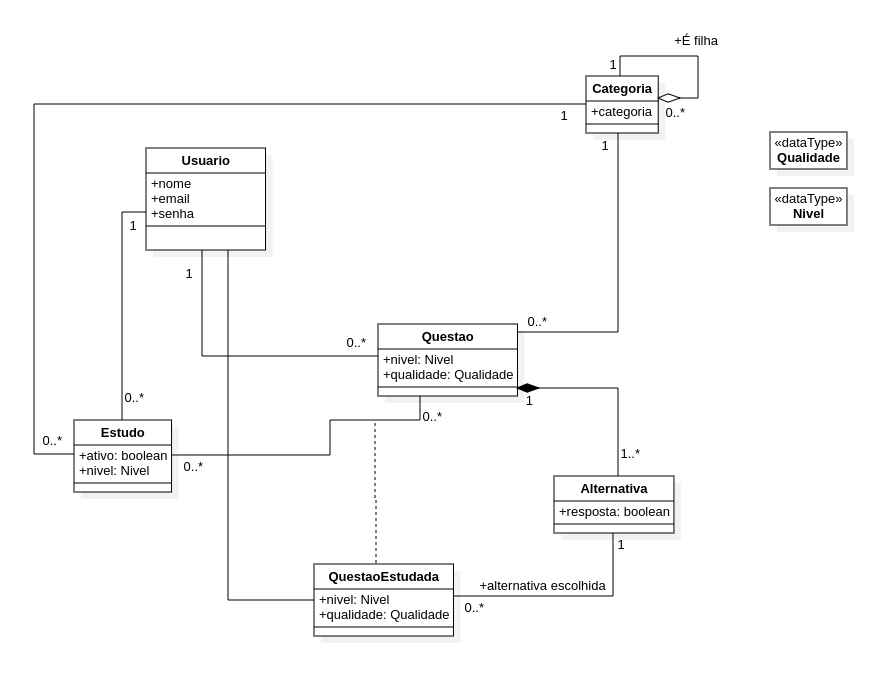 +É filha
1
Categoria
+categoria
0..*
1
1
«dataType»
Qualidade
«dataType»
Nivel
Usuario
+nome
+email
+senha
1
1
0..*
0..*
Questao
+nivel: Nivel
+qualidade: Qualidade
1
0..*
0..*
0..*
Estudo
+ativo: boolean
+nivel: Nivel
0..*
1..*
Alternativa
+resposta: boolean
1
QuestaoEstudada
+nivel: Nivel
+qualidade: Qualidade
+alternativa escolhida
0..*